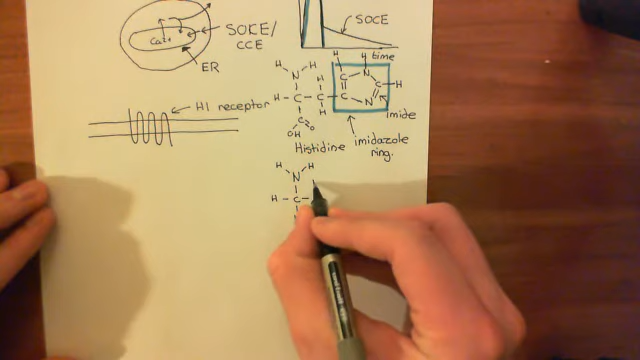 Ca2+
SOCE/
CCE
ER
SOCE
time
H1 receptor
H H
N H H
H C C C N
H C H
C N
C O
OH
imide
Histidine
imidazole
ring.
H H
N
H C